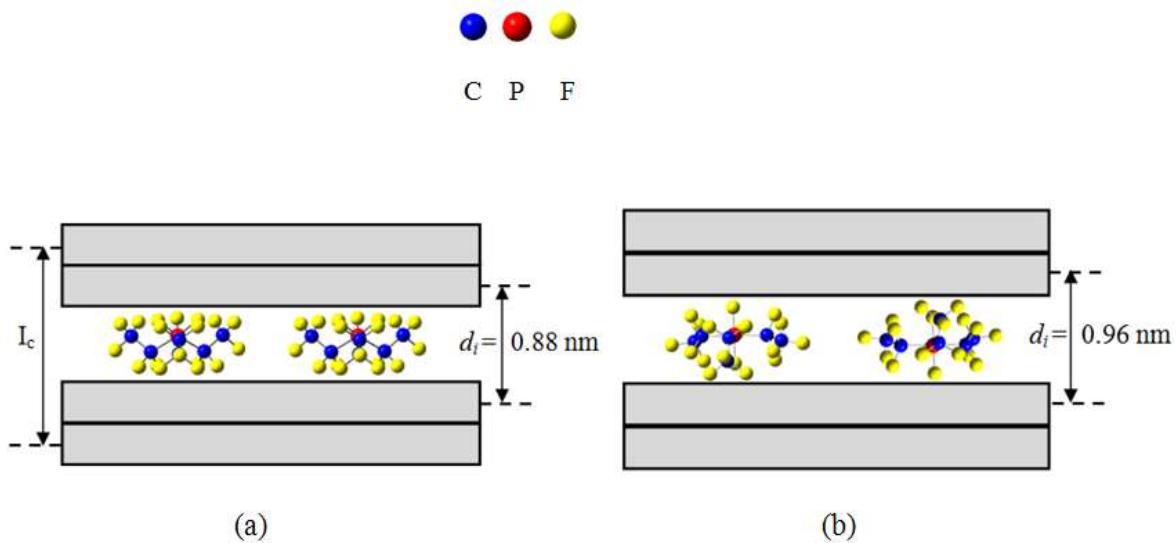 C P F
I_c
d_i = 0.88 nm
d_i = 0.96 nm
(a)
(b)